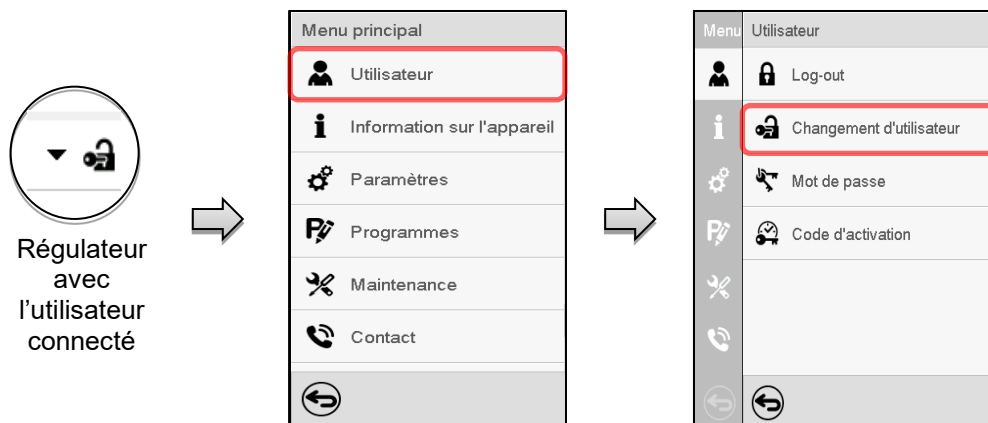 Régulateur
avec
l’utilisateur
connecté
Menu principal
Utilisateur
Information sur l'appareil
Paramètres
Programmes
Maintenance
Contact
Menu
Utilisateur
Log-out
Changement d'utilisateur
Mot de passe
Code d'activation